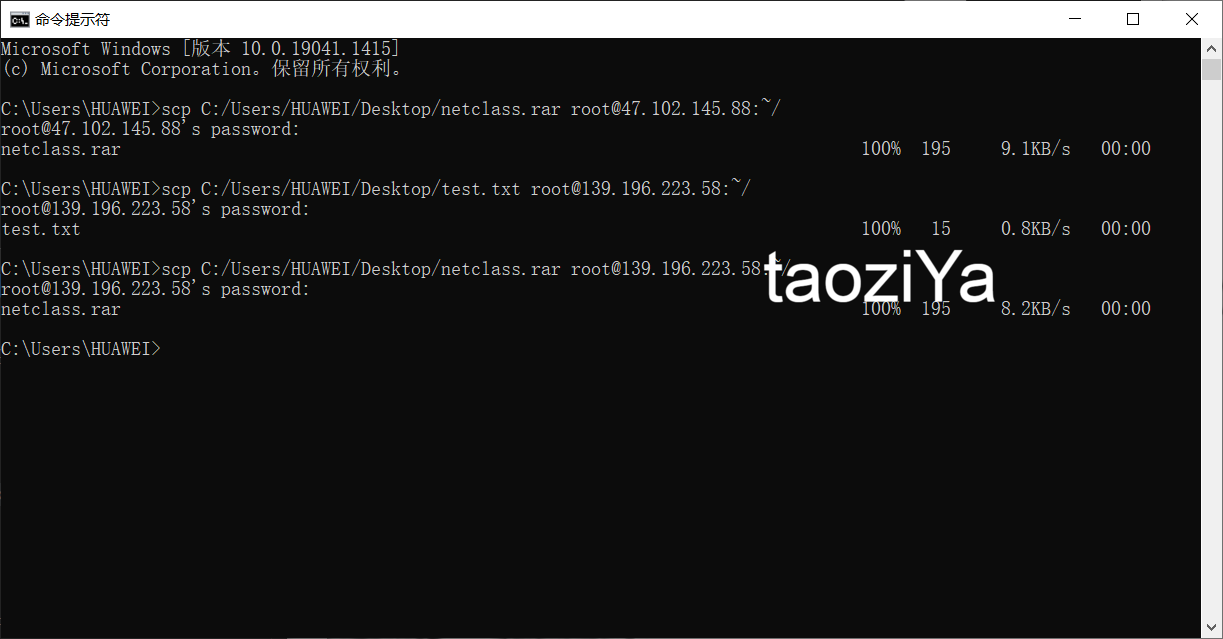 命令提示符
Microsoft Windows [版本 10.0.19041.1415]
(c) Microsoft Corporation。保留所有权利。
C:\Users\HUAWEI>scp C:/Users/HUAWEI/Desktop/netclass.rar root@47.102.145.88:~/
root@47.102.145.88's password:
netclass.rar 100% 195 9.1KB/s 00:00
C:\Users\HUAWEI>scp C:/Users/HUAWEI/Desktop/test.txt root@139.196.223.58:~/
root@139.196.223.58's password:
test.txt 100% 15 0.8KB/s 00:00
C:\Users\HUAWEI>scp C:/Users/HUAWEI/Desktop/netclass.rar root@139.196.223.58:~/
taoziYa
root@139.196.223.58's password:
netclass.rar 100% 195 8.2KB/s 00:00
C:\Users\HUAWEI>